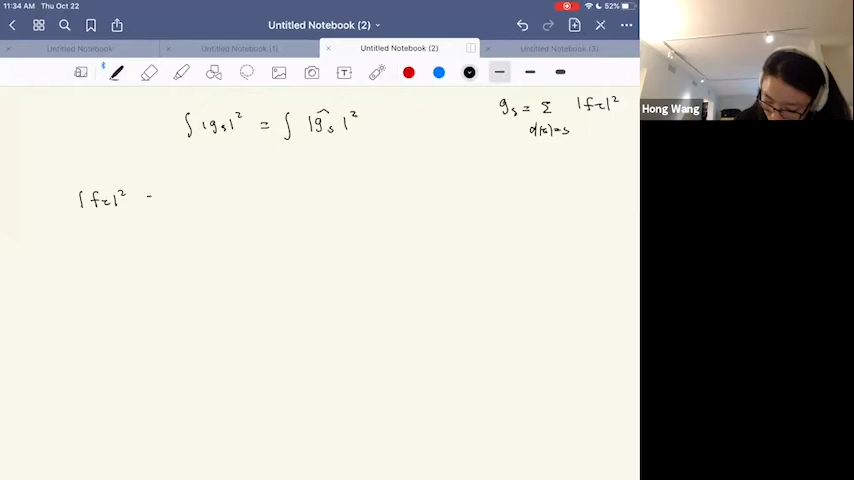 11:34 AM Thu Oct 22
52%
Untitled Notebook (2)
Untitled Notebook
Untitled Notebook (1)
Untitled Notebook (2)
Untitled Notebook (3)
Hong Wang
∫ |g_s|² = ∫ |ĝ_s|²
g_s = Σ_{d(τ)=s} |f_τ|²
|f_τ|² -